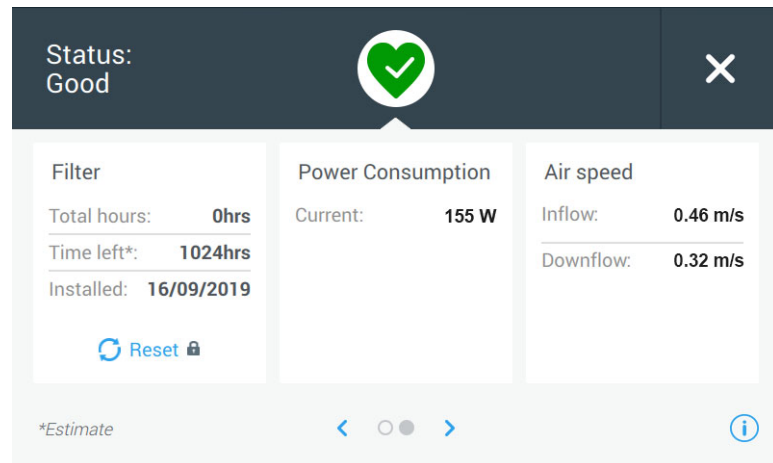 Status:
Good
Filter
Total hours: 0hrs
Time left*: 1024hrs
Installed: 16/09/2019
Reset
Power Consumption
Current: 155 W
Air speed
Inflow: 0.46 m/s
Downflow: 0.32 m/s
*Estimate